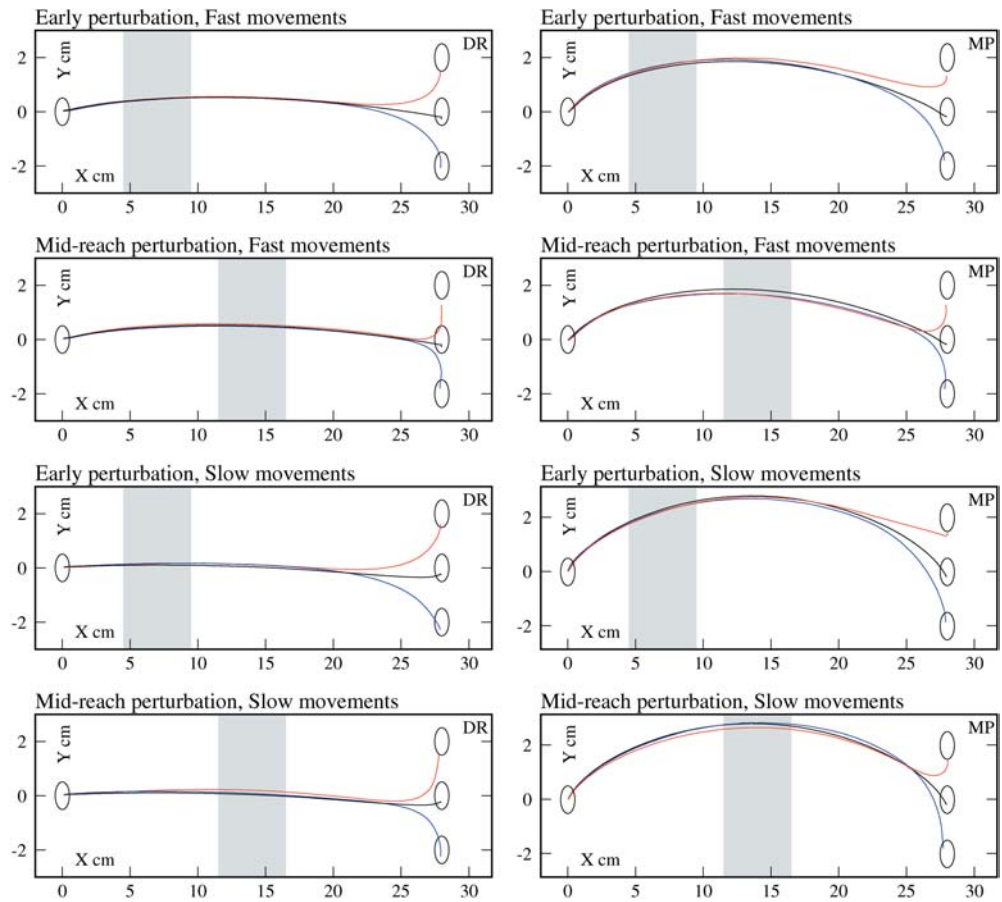 Early perturbation, Fast movements
DR
Y cm
2
0
-2
X cm
0 5 10 15 20 25 30
Early perturbation, Fast movements
MP
Y cm
2
0
-2
X cm
0 5 10 15 20 25 30
Mid-reach perturbation, Fast movements
DR
Y cm
2
0
-2
X cm
0 5 10 15 20 25 30
Mid-reach perturbation, Fast movements
MP
Y cm
2
0
-2
X cm
0 5 10 15 20 25 30
Early perturbation, Slow movements
DR
Y cm
2
0
-2
X cm
0 5 10 15 20 25 30
Early perturbation, Slow movements
MP
Y cm
2
0
-2
X cm
0 5 10 15 20 25 30
Mid-reach perturbation, Slow movements
DR
Y cm
2
0
-2
X cm
0 5 10 15 20 25 30
Mid-reach perturbation, Slow movements
MP
Y cm
2
0
-2
X cm
0 5 10 15 20 25 30